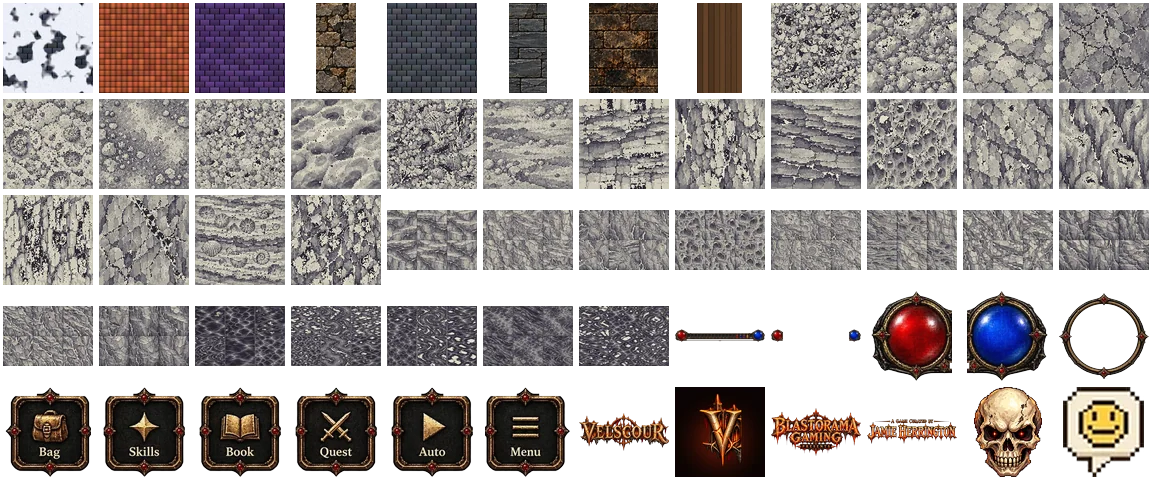 Bag
Skills
Book
Quest
Auto
Menu
VELSCOUR
V
BLASTORAMA
GAMING
A GAME CREATED BY
JAMIE HERRINGTON